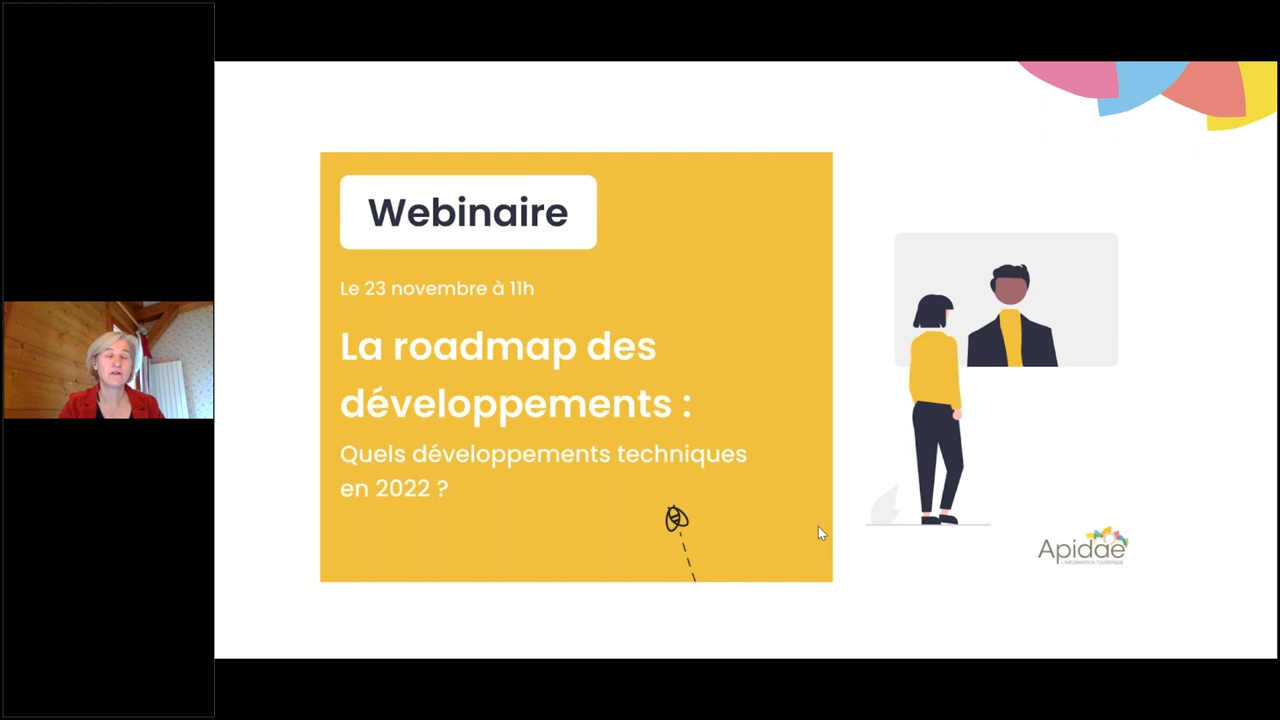 Webinaire
Le 23 novembre à 11h
La roadmap des
développements :
Quels développements techniques
en 2022 ?
Apidae
L'INFORMATION TOURISTIQUE